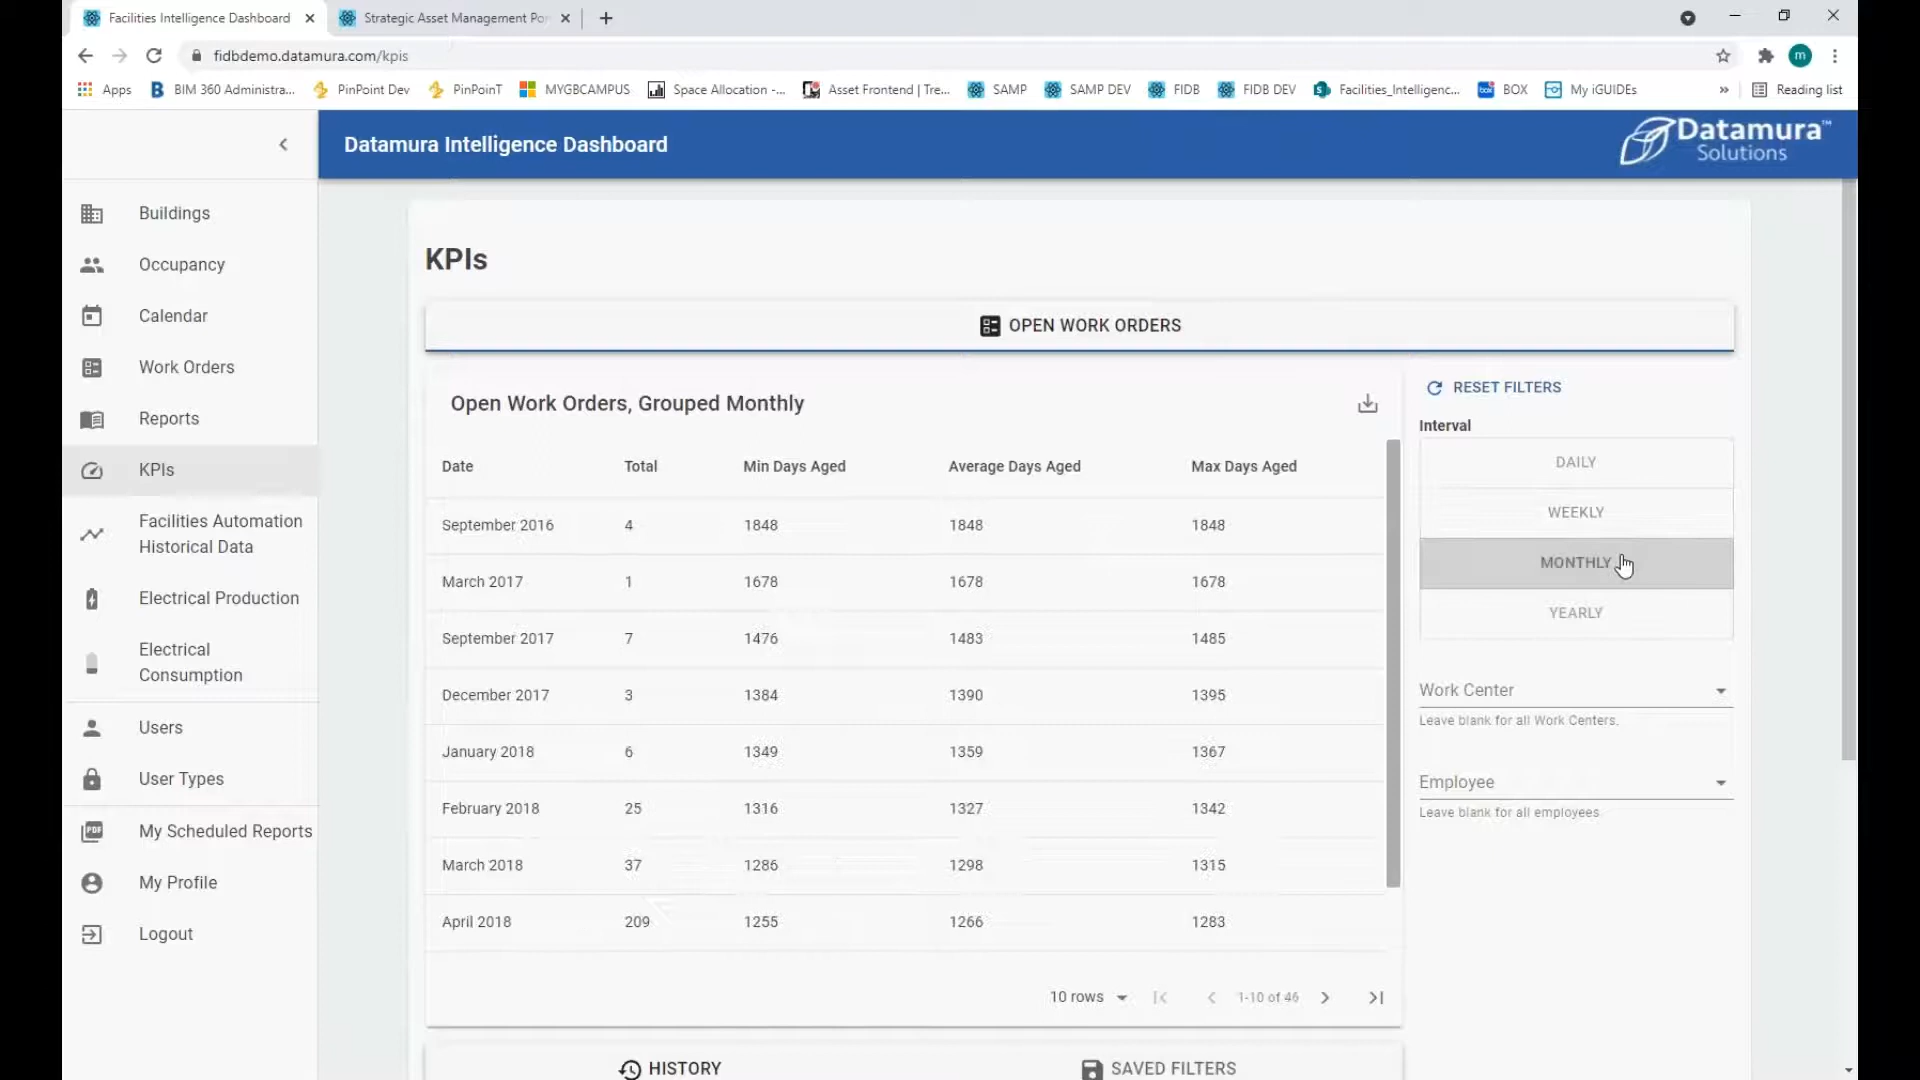 Facilities Intelligence Dashboard
Strategic Asset Management Po
fidbdemo.datamura.com/kpis
m
Apps
BIM 360 Administra...
PinPoint Dev
PinPoinT
MYGBCAMPUS
Space Allocation -...
Asset Frontend | Tre...
SAMP
SAMP DEV
FIDB
FIDB DEV
Facilities_Intelligenc...
BOX
My iGUIDEs
»
Reading list
Datamura Intelligence Dashboard
Datamura™
Solutions
Buildings
Occupancy
Calendar
Work Orders
Reports
KPIs
Facilities Automation
Historical Data
Electrical Production
Electrical
Consumption
Users
User Types
PDF
My Scheduled Reports
My Profile
Logout
KPIs
OPEN WORK ORDERS
Open Work Orders, Grouped Monthly
Date Total Min Days Aged Average Days Aged Max Days Aged
September 2016 4 1848 1848 1848
March 2017 1 1678 1678 1678
September 2017 7 1476 1483 1485
December 2017 3 1384 1390 1395
January 2018 6 1349 1359 1367
February 2018 25 1316 1327 1342
March 2018 37 1286 1298 1315
April 2018 209 1255 1266 1283
10 rows 1-10 of 46
RESET FILTERS
Interval
DAILY
WEEKLY
MONTHLY
YEARLY
Work Center
Leave blank for all Work Centers.
Employee
Leave blank for all employees
HISTORY
SAVED FILTERS